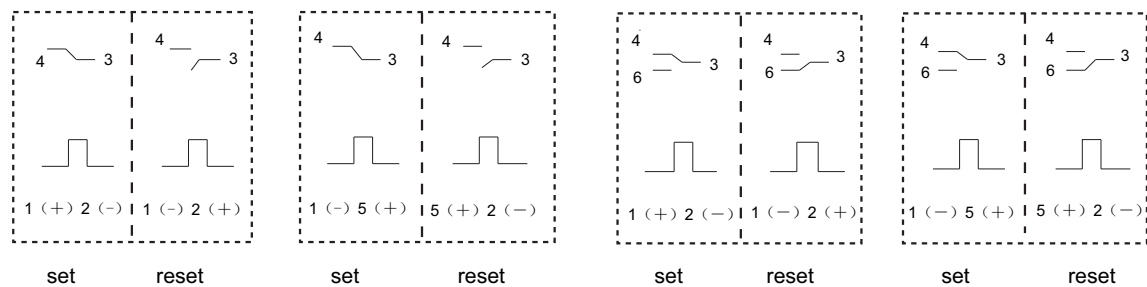 4 3 4 3
4
1 (+) 2 (-) 1 (-) 2 (+)
set reset
4 3 4 3
1 (-) 5 (+) 5 (+) 2 (—)
set reset
4 3 4 3
6 6
1 (+) 2 (—) 1 (—) 2 (+)
set reset
4 3 4 3
6 6
1 (—) 5 (+) 5 (+) 2 (—)
set reset